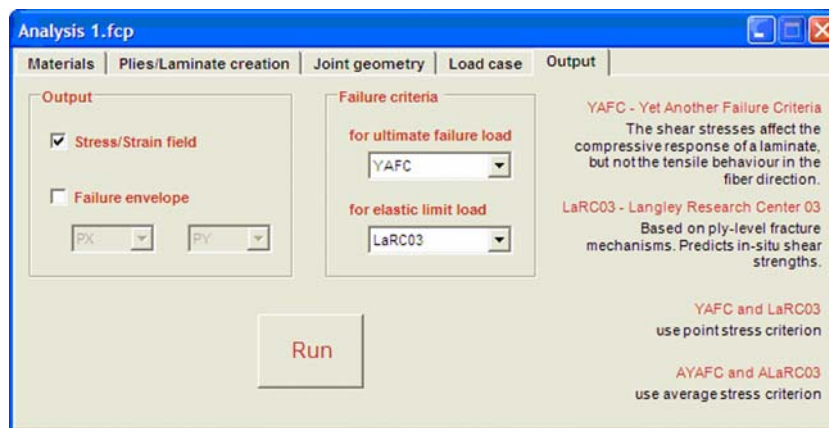 Analysis 1.fcp
Materials
Plies/Laminate creation
Joint geometry
Load case
Output
Output
Stress/Strain field
Failure envelope
PX
PY
Failure criteria
for ultimate failure load
YAFC
for elastic limit load
LaRC03
Run
YAFC - Yet Another Failure Criteria
The shear stresses affect the
compressive response of a laminate,
but not the tensile behaviour in the
fiber direction.
LaRC03 - Langley Research Center 03
Based on ply-level fracture
mechanisms. Predicts in-situ shear
strengths.
YAFC and LaRC03
use point stress criterion
AYAFC and ALaRC03
use average stress criterion